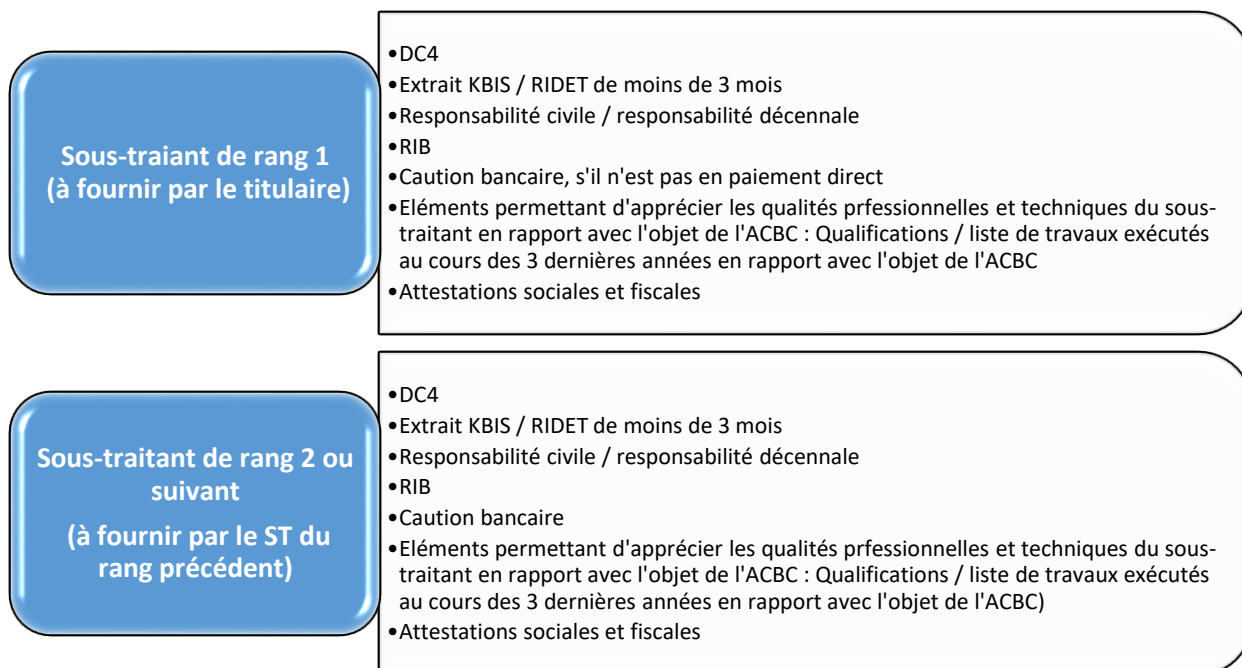 Sous-traiant de rang 1
(à fournir par le titulaire)
•DC4
•Extrait KBIS / RIDET de moins de 3 mois
•Responsabilité civile / responsabilité décennale
•RIB
•Caution bancaire, s'il n'est pas en paiement direct
•Eléments permettant d'apprécier les qualités prfessionnelles et techniques du sous-
traitant en rapport avec l'objet de l'ACBC : Qualifications / liste de travaux exécutés
au cours des 3 dernières années en rapport avec l'objet de l'ACBC
•Attestations sociales et fiscales
Sous-traitant de rang 2 ou
suivant
(à fournir par le ST du
rang précédent)
•DC4
•Extrait KBIS / RIDET de moins de 3 mois
•Responsabilité civile / responsabilité décennale
•RIB
•Caution bancaire
•Eléments permettant d'apprécier les qualités prfessionnelles et techniques du sous-
traitant en rapport avec l'objet de l'ACBC : Qualifications / liste de travaux exécutés
au cours des 3 dernières années en rapport avec l'objet de l'ACBC)
•Attestations sociales et fiscales